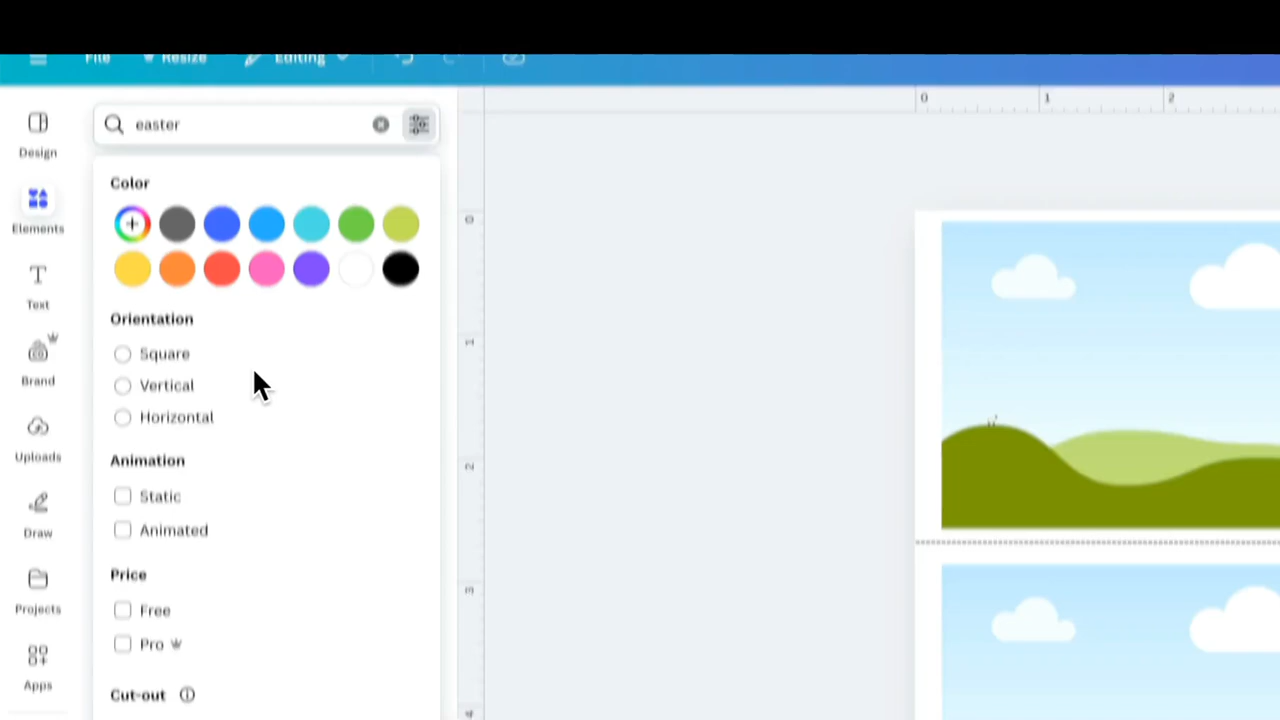 File Resize Editing
easter
0 1 2
Design
Color
Elements
0
Text
Orientation
Square
1
Brand
Vertical
Horizontal
Uploads
Animation
2
Static
Draw
Animated
Price
3
Projects
Free
Pro
Apps
Cut-out
4